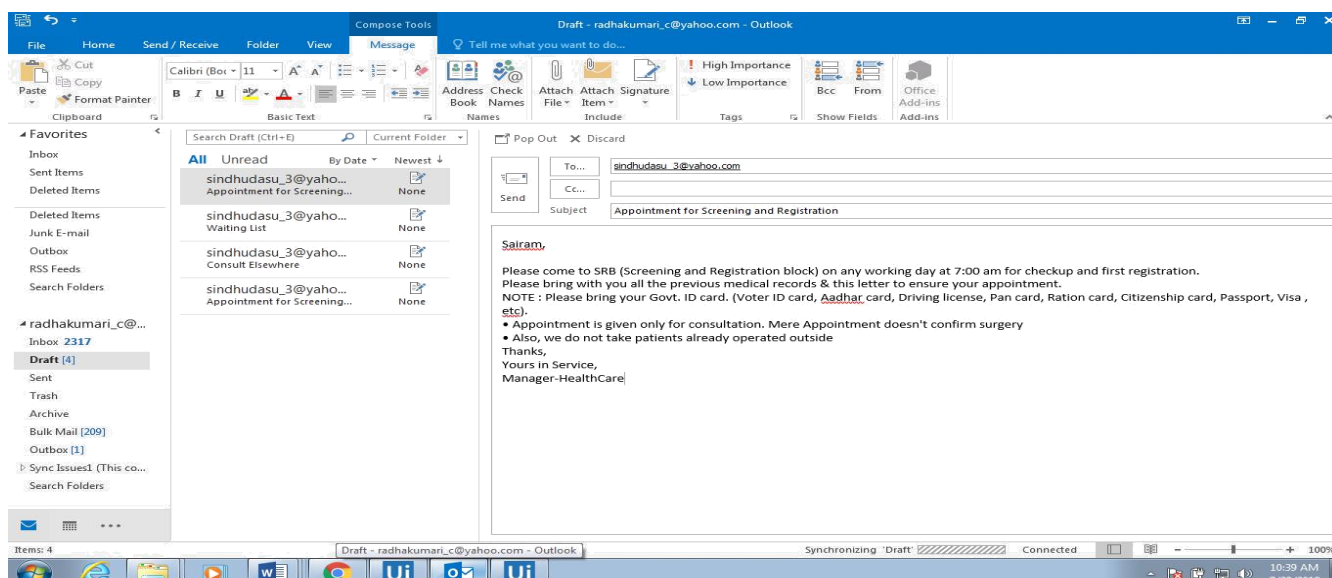 Compose Tools
Draft - radhakumari_c@yahoo.com - Outlook
File Home Send / Receive Folder View Message Tell me what you want to do...
Paste
Cut
Copy
Format Painter
Clipboard
Calibri (Boc 11
B I U
Basic Text
Address Book
Check Names
Names
Attach File
Attach Item
Signature
Include
High Importance
Low Importance
Tags
Bcc From
Show Fields
Office Add-ins
Add-ins
Favorites
Inbox
Sent Items
Deleted Items
Deleted Items
Junk E-mail
Outbox
RSS Feeds
Search Folders
radhakumari_c@...
Inbox 2317
Draft [4]
Sent
Trash
Archive
Bulk Mail [209]
Outbox [1]
Sync Issues1 (This co...
Search Folders
Search Draft (Ctrl+E) Current Folder
All Unread By Date Newest
sindhudasu_3@yaho...
Appointment for Screening... None
sindhudasu_3@yaho...
Waiting List None
sindhudasu_3@yaho...
Consult Elsewhere None
sindhudasu_3@yaho...
Appointment for Screening... None
Pop Out Discard
Send
To... sindhudasu_3@yahoo.com
Cc...
Subject Appointment for Screening and Registration
Sairam,
Please come to SRB (Screening and Registration block) on any working day at 7:00 am for checkup and first registration.
Please bring with you all the previous medical records & this letter to ensure your appointment.
NOTE : Please bring your Govt. ID card. (Voter ID card, Aadhar card, Driving license, Pan card, Ration card, Citizenship card, Passport, Visa ,
etc).
• Appointment is given only for consultation. Mere Appointment doesn't confirm surgery
• Also, we do not take patients already operated outside
Thanks,
Yours in Service,
Manager-HealthCare
Items: 4
Draft - radhakumari_c@yahoo.com - Outlook
Synchronizing 'Draft' Connected 100%
Ui Ui
10:39 AM